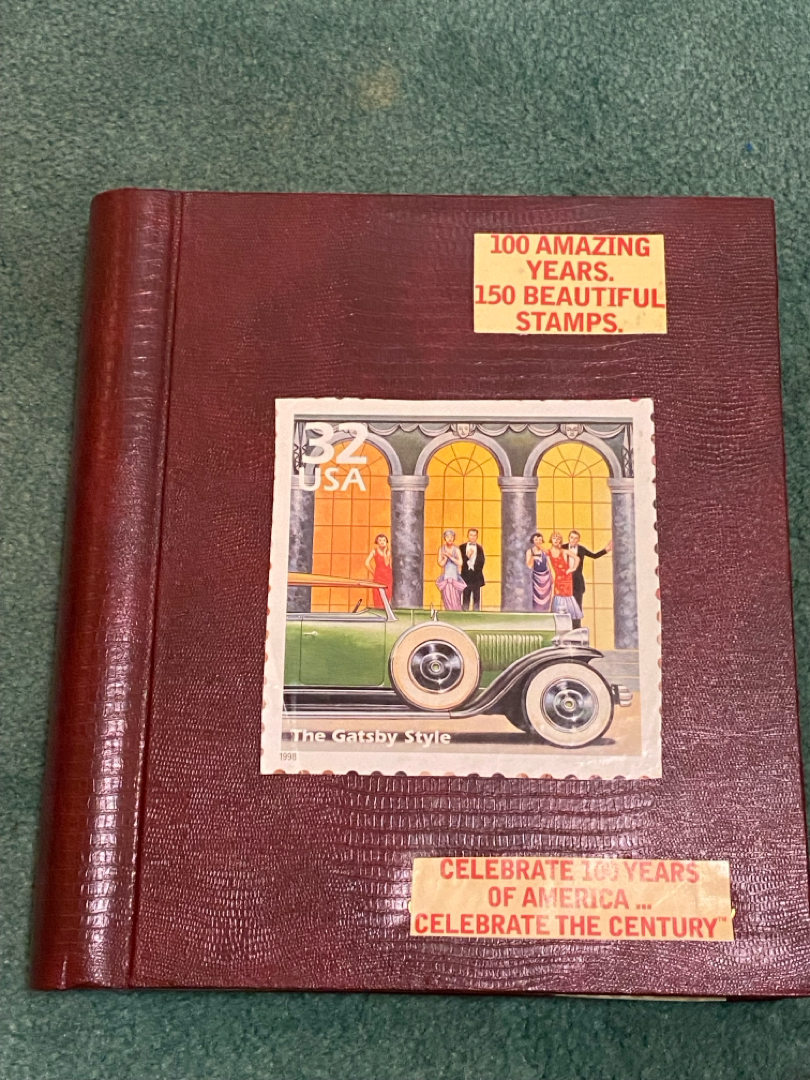 100 AMAZING
YEARS.
150 BEAUTIFUL
STAMPS.
32
USA
The Gatsby Style
1998
CELEBRATE 100 YEARS
OF AMERICA ...
CELEBRATE THE CENTURY™